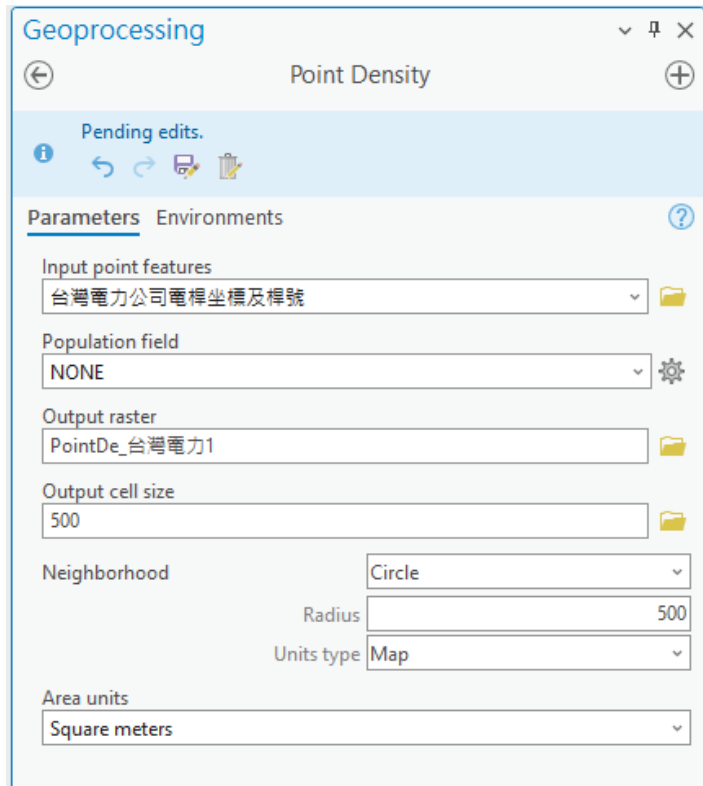 Geoprocessing
Point Density
Pending edits.
Parameters Environments
Input point features
台灣電力公司電桿坐標及桿號
Population field
NONE
Output raster
PointDe_台灣電力1
Output cell size
500
Neighborhood Circle
Radius 500
Units type Map
Area units
Square meters